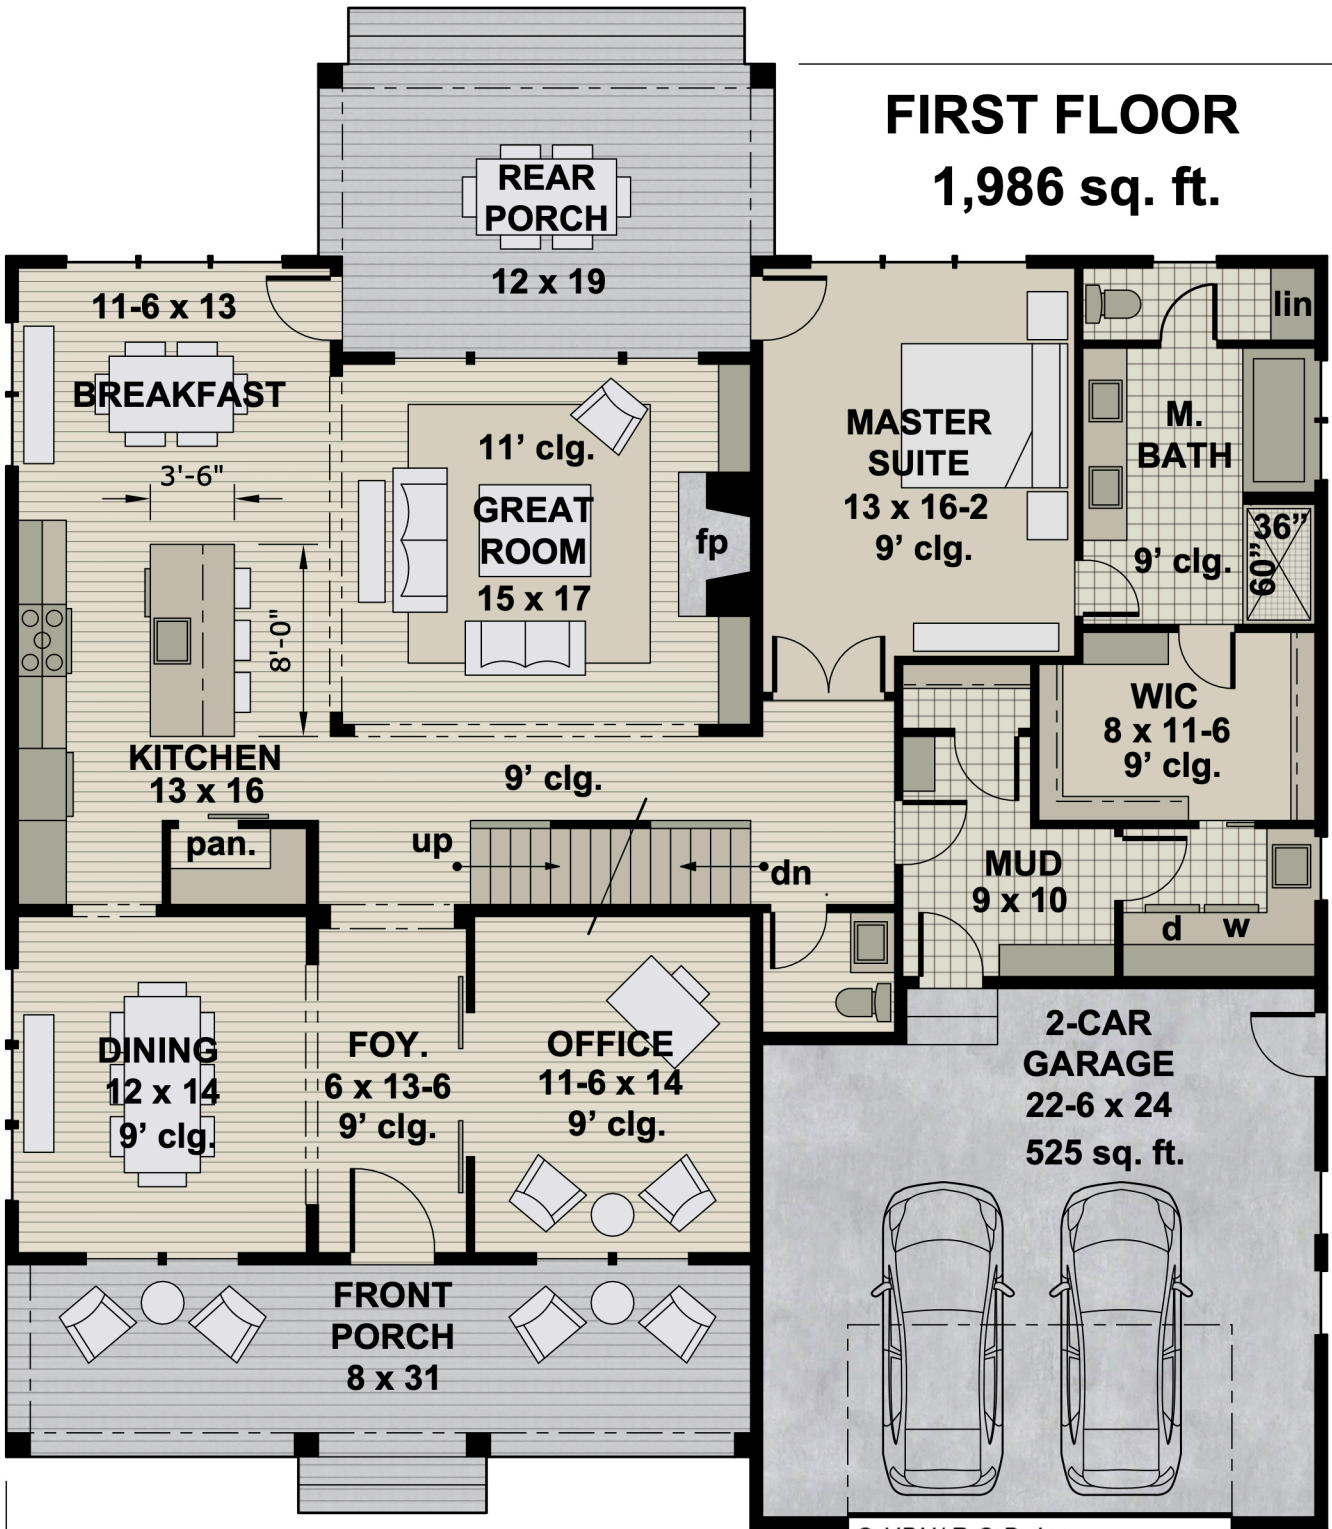 FIRST FLOOR
1,986 sq. ft.
REAR
PORCH
12 x 19
11-6 x 13
BREAKFAST
3'-6"
8'-0"
KITCHEN
13 x 16
pan.
11’ clg.
GREAT
ROOM
15 x 17
fp
9’ clg.
up
dn
MASTER
SUITE
13 x 16-2
9’ clg.
lin
M.
BATH
9’ clg.
36”
60”
WIC
8 x 11-6
9’ clg.
MUD
9 x 10
d
w
DINING
12 x 14
9’ clg.
FOY.
6 x 13-6
9’ clg.
OFFICE
11-6 x 14
9’ clg.
2-CAR
GARAGE
22-6 x 24
525 sq. ft.
FRONT
PORCH
8 x 31